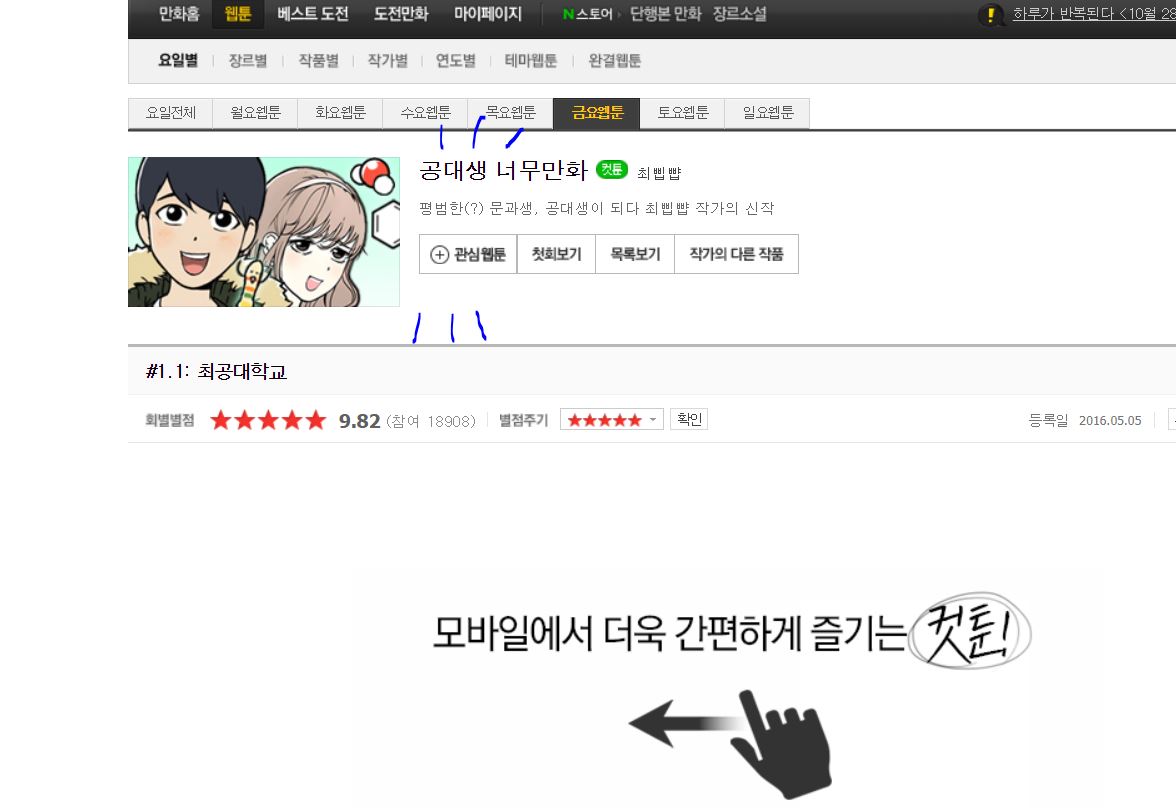 만화홈 웹툰 베스트 도전 도전만화 마이페이지 N스토어 › 단행본 만화 장르소설 하루가 반복된다 <10월 28
요일별 장르별 작품별 작가별 연도별 테마웹툰 완결웹툰
요일전체 월요웹툰 화요웹툰 수요웹툰 목요웹툰 금요웹툰 토요웹툰 일요웹툰
공대생 너무만화 컷툰 최삡뺩
평범한(?) 문과생, 공대생이 되다 최삡뺩 작가의 신작
관심웹툰 첫회보기 목록보기 작가의 다른 작품
#1.1: 최공대학교
회별별점 ★★★★★ 9.82 (참여 18908) 별점주기 ★★★★★ 확인 등록일 2016.05.05
모바일에서 더욱 간편하게 즐기는 컷툰!